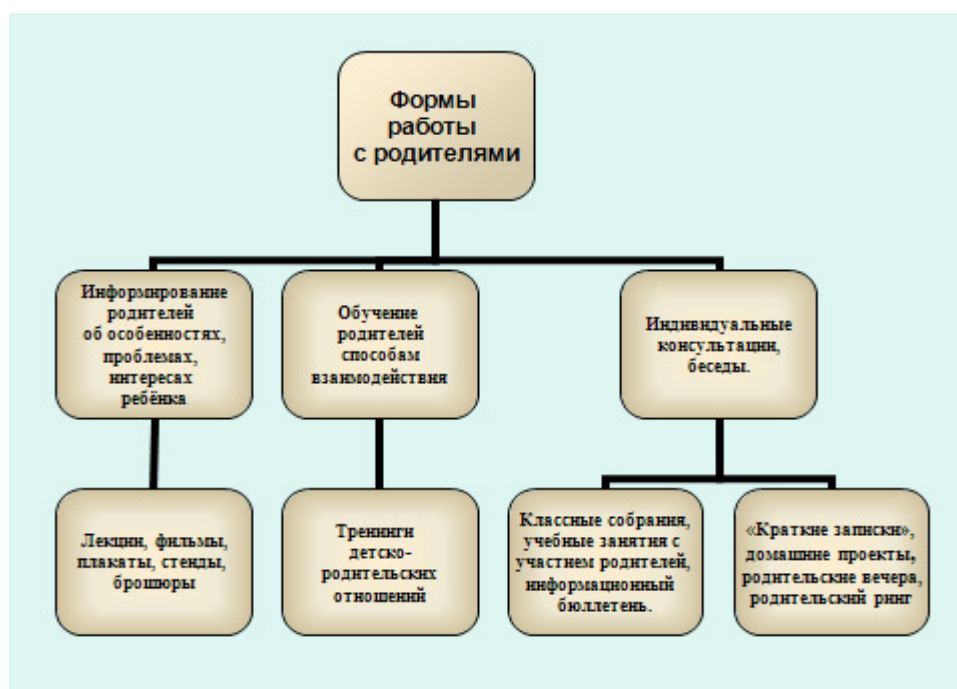 Формы
работы
с родителями
Информирование
родителей
об особенностях,
проблемах,
интересах
ребёнка
Обучение
родителей
способам
взаимодействия
Индивидуальные
консультации,
беседы.
Лекции, фильмы,
плакаты, стенды,
брошюры
Тренинги
детско-
родительских
отношений
Классные собрания,
учебные занятия с
участием родителей,
информационный
бюллетень.
«Краткие записки»,
домашние проекты,
родительские вечера,
родительский ринг